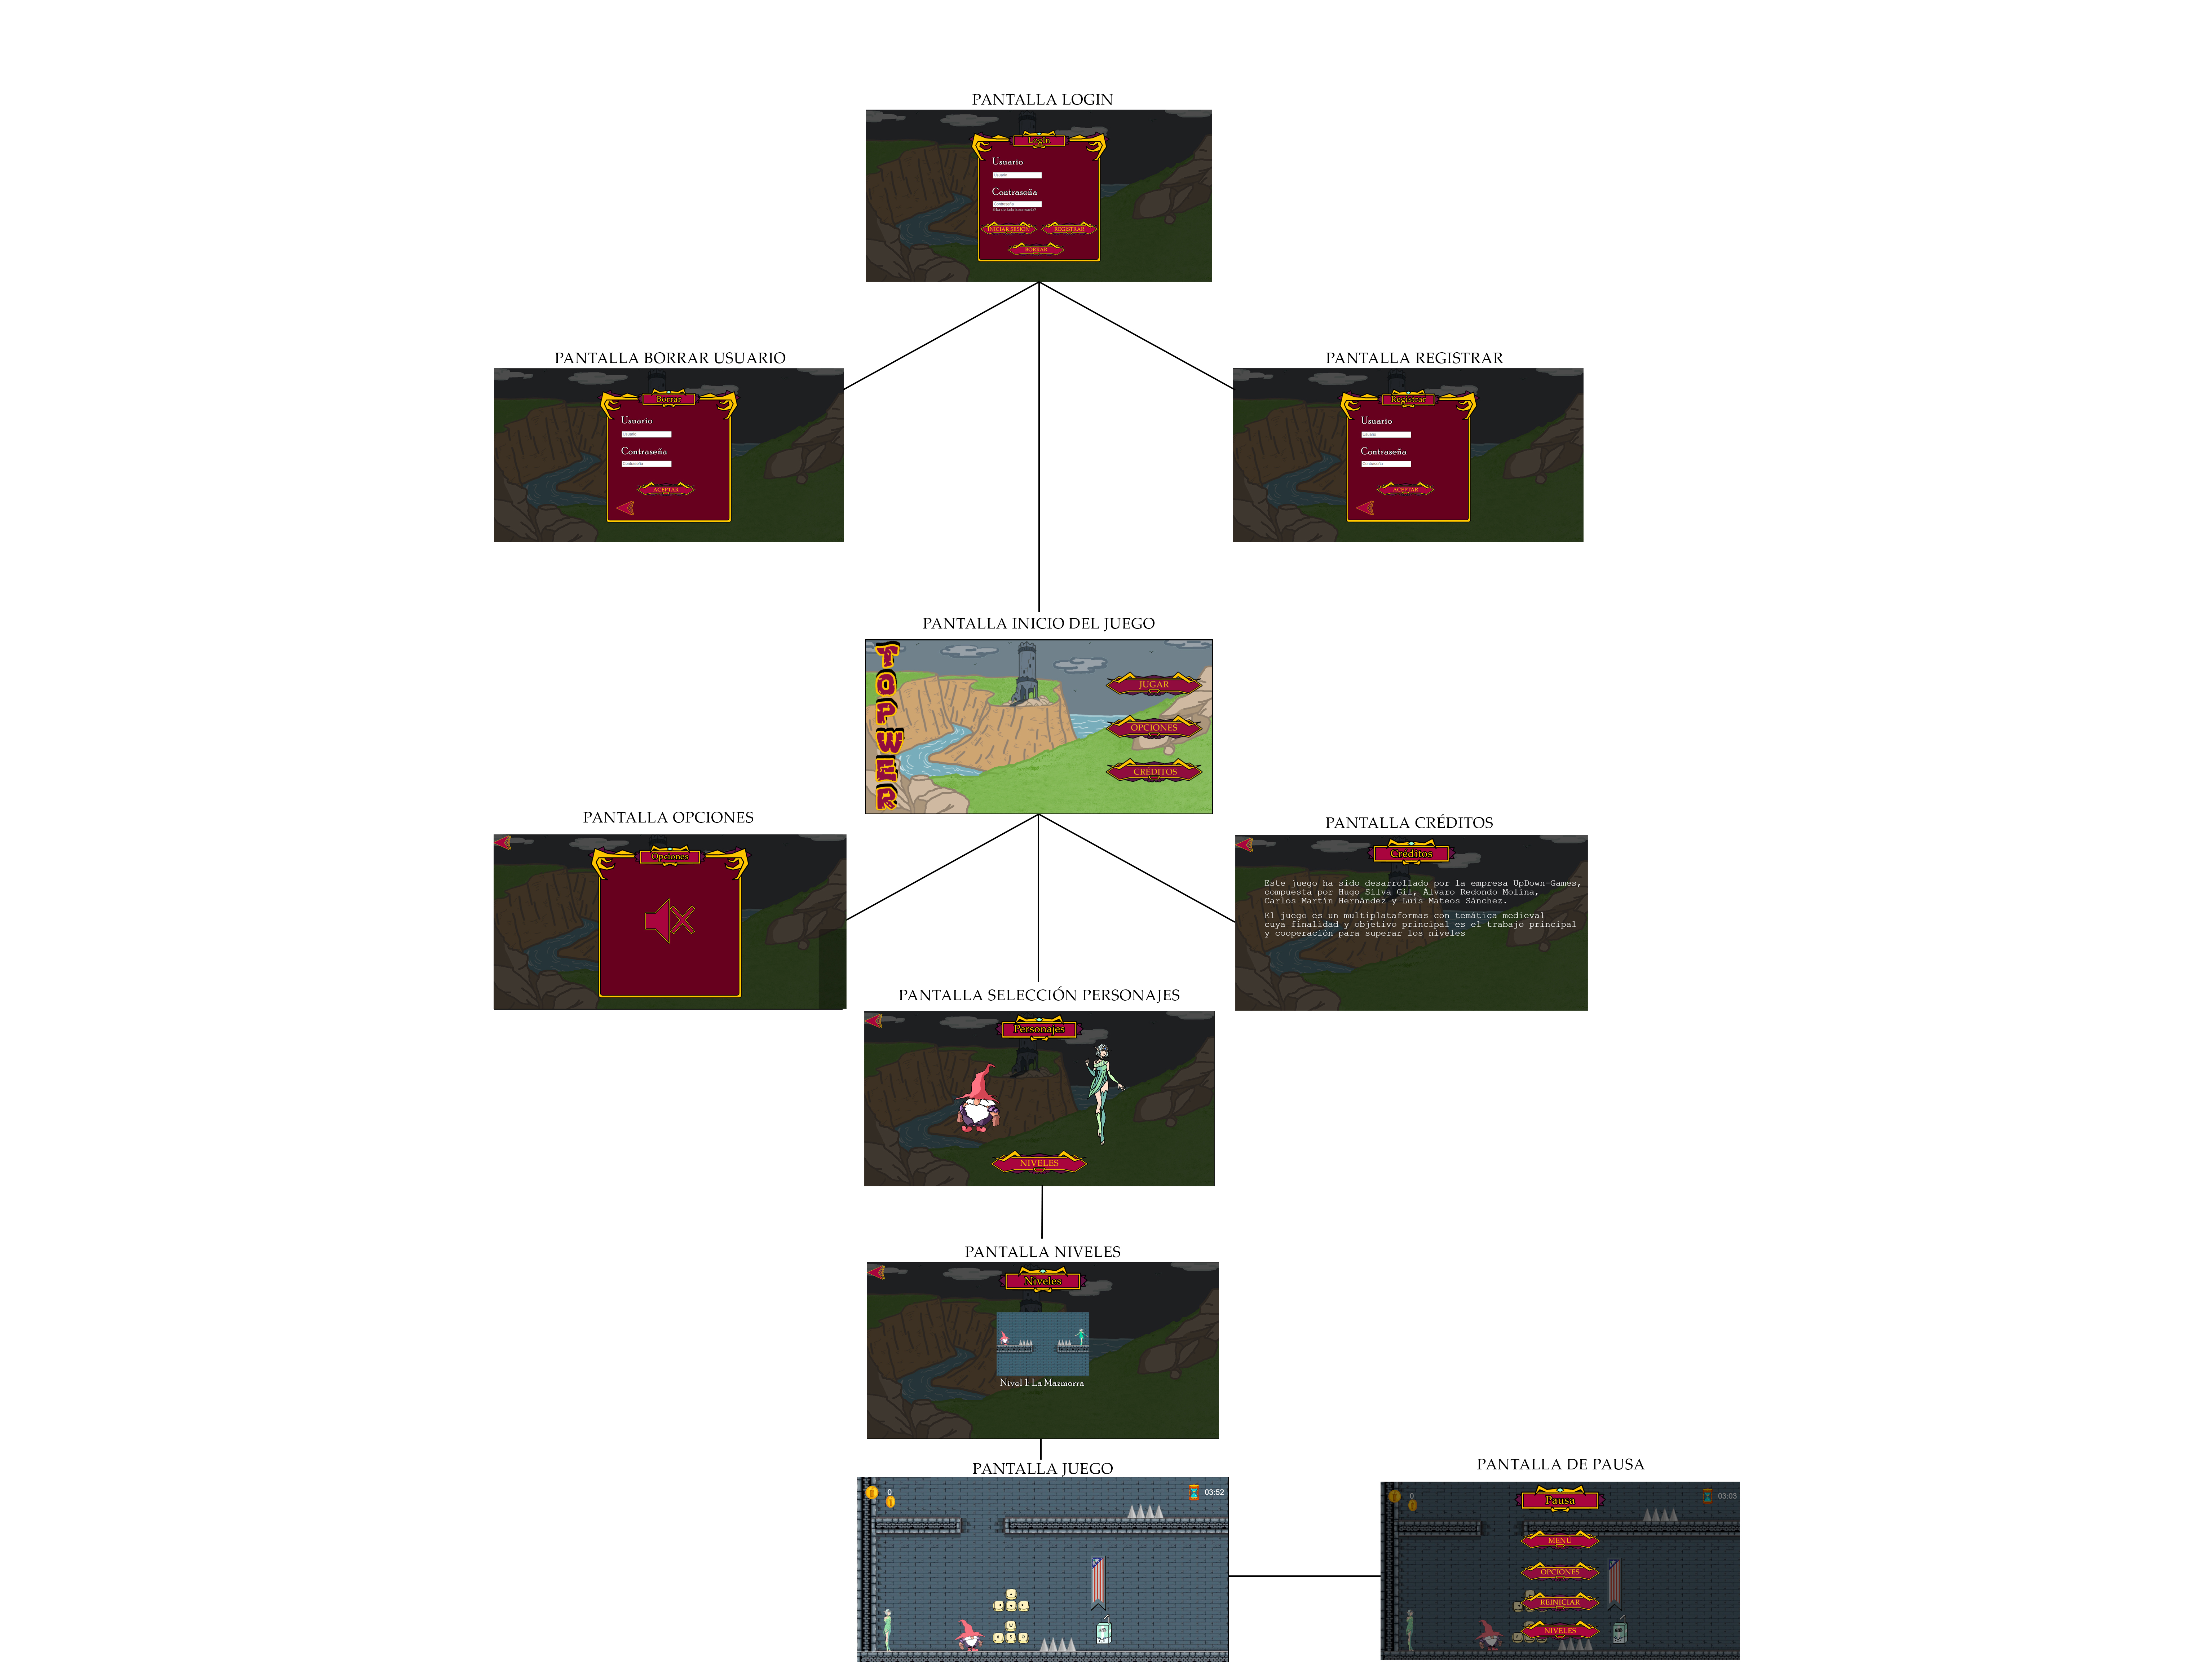 PANTALLA LOGIN
LogIn
Usuario
Usuario
Contraseña
Contraseña
INICIAR SESIÓN REGISTRAR
BORRAR
PANTALLA BORRAR USUARIO
Borrar
Usuario
Usuario
Contraseña
Contraseña
ACEPTAR
PANTALLA REGISTRAR
Registrar
Usuario
Usuario
Contraseña
Contraseña
ACEPTAR
PANTALLA INICIO DEL JUEGO
TOPWER
JUGAR
OPCIONES
CRÉDITOS
PANTALLA OPCIONES
Opciones
PANTALLA CRÉDITOS
Créditos
Este juego ha sido desarrollado por la empresa UpDown-Games,
compuesta por Hugo Silva Gil, Álvaro Redondo Molina,
Carlos Martín Hernández y Luis Mateos Sánchez.
El juego es un multiplataformas con temática medieval
cuya finalidad y objetivo principal es el trabajo principal
y cooperación para superar los niveles
PANTALLA SELECCIÓN PERSONAJES
Personajes
NIVELES
PANTALLA NIVELES
Niveles
Nivel 1: La Mazmorra
PANTALLA JUEGO
0
03:52
PANTALLA DE PAUSA
0
Pausa
03:03
MENÚ
OPCIONES
REINICIAR
NIVELES